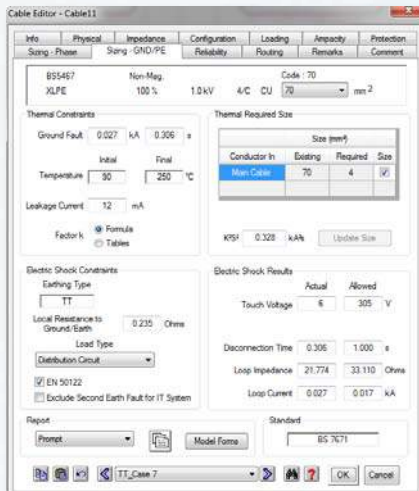 Cable Editor - Cable11
Info Physical Impedance Configuration Loading Ampacity Protection
Sizing - Phase Sizing - GND/PE Reliability Routing Remarks Comment
BS5467 Non-Mag. Code : 70
XLPE 100 % 1.0 kV 4/C CU 70 mm 2
Thermal Constraints
Ground Fault 0.027 kA 0.306 s
Initial Final
Temperature 90 250 °C
Leakage Current 12 mA
Factor k Formula
Tables
Thermal Required Size
Size (mm²)
Conductor In Existing Required Size
Main Cable 70 4
K²S² 0.328 kA²s Update Size
Electric Shock Constraints
Earthing Type
TT
Local Resistance to Ground/Earth 0.235 Ohms
Load Type
Distribution Circuit
EN 50122
Exclude Second Earth Fault for IT System
Electric Shock Results
Actual Allowed
Touch Voltage 6 305 V
Disconnection Time 0.306 1.000 s
Loop Impedance 21.774 33.110 Ohms
Loop Current 0.027 0.017 kA
Report
Prompt Model Forms
Standard
BS 7671
TT_Case 7 ? OK Cancel